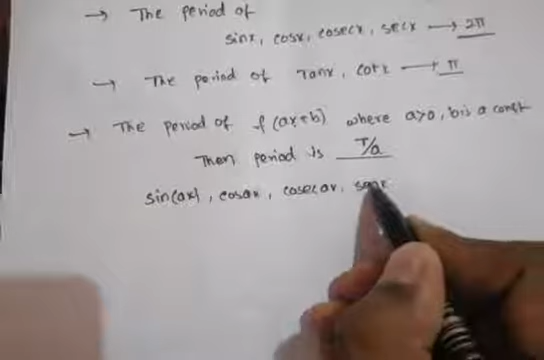 → The period of
sinx, cosx, cosecx, secx → 2π
→ The period of Tanx, cotx → π
→ The period of f(ax+b) where a>0, b is a const
Then period is T/a
sin(ax), cosax, cosecax,